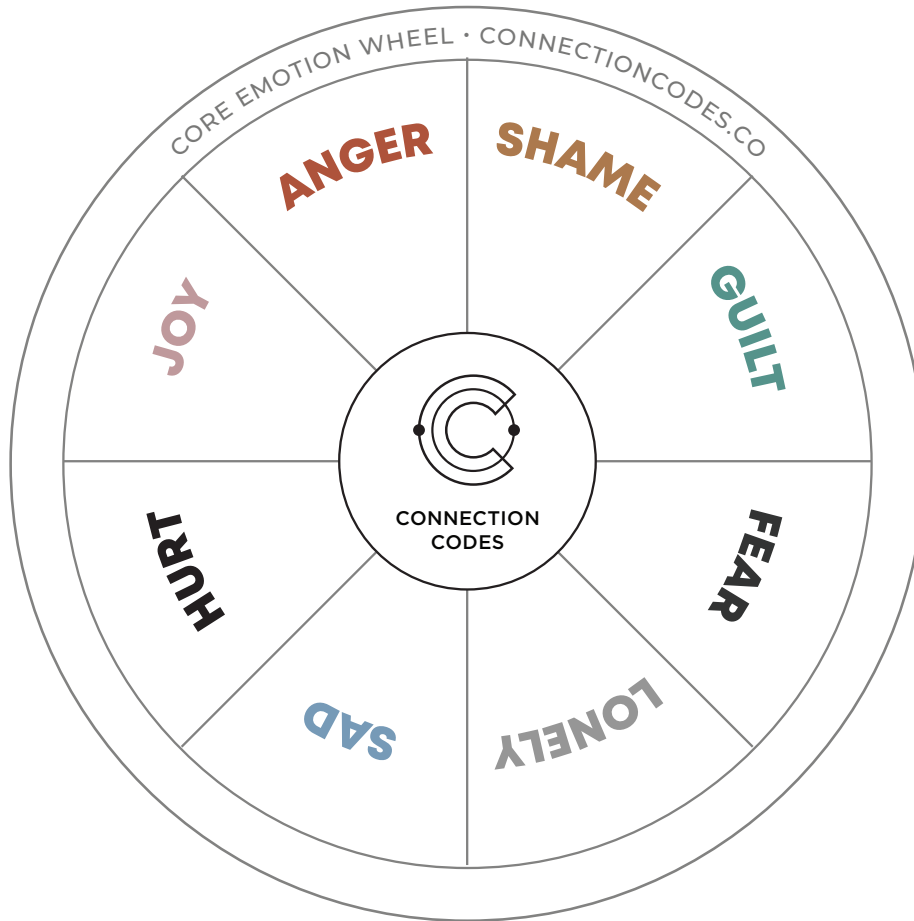 CORE EMOTION WHEEL • CONNECTIONCODES.CO
ANGER
SHAME
GUILT
FEAR
LONELY
SAD
HURT
JOY
CONNECTION
CODES